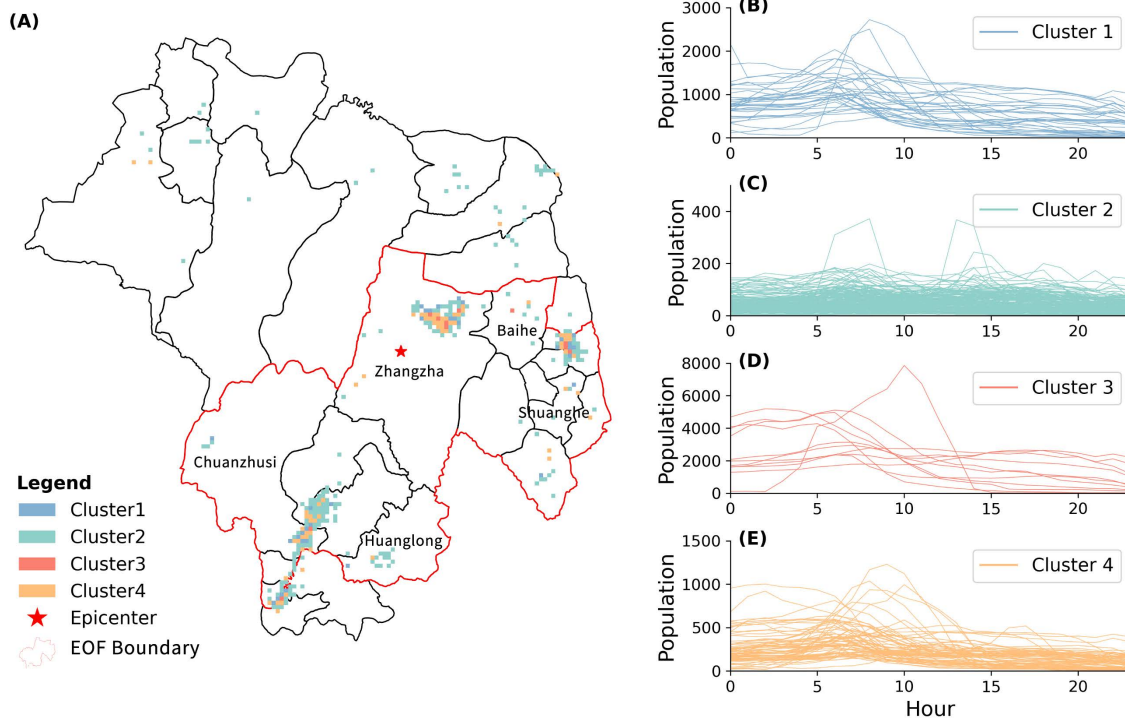 (A)
Baihe
Zhangzha
Shuanghe
Chuanzhusi
Huanglong
Legend
Cluster1
Cluster2
Cluster3
Cluster4
Epicenter
EOF Boundary
(B)
Cluster 1
Population
3000
2000
1000
0
0 5 10 15 20
(C)
Cluster 2
Population
400
200
0
0 5 10 15 20
(D)
Cluster 3
Population
8000
6000
4000
2000
0
0 5 10 15 20
(E)
Cluster 4
Population
1500
1000
500
0
0 5 10 15 20
Hour